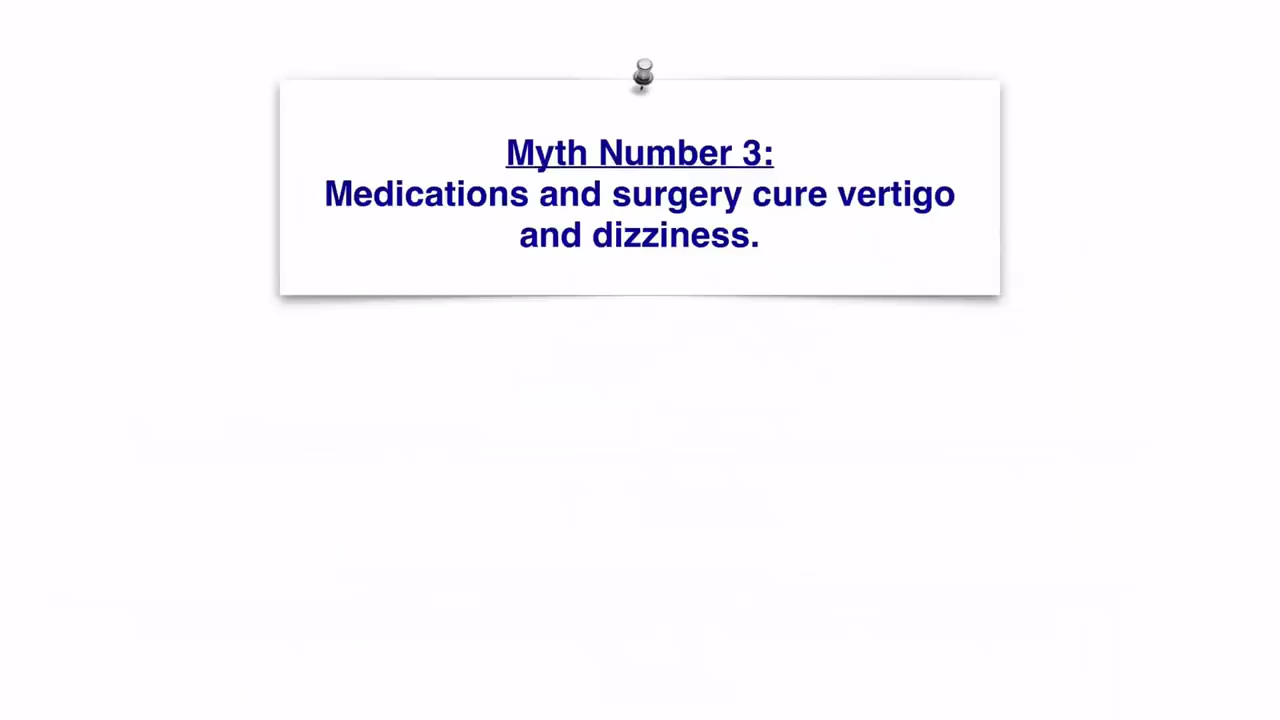 Myth Number 3:
Medications and surgery cure vertigo
and dizziness.